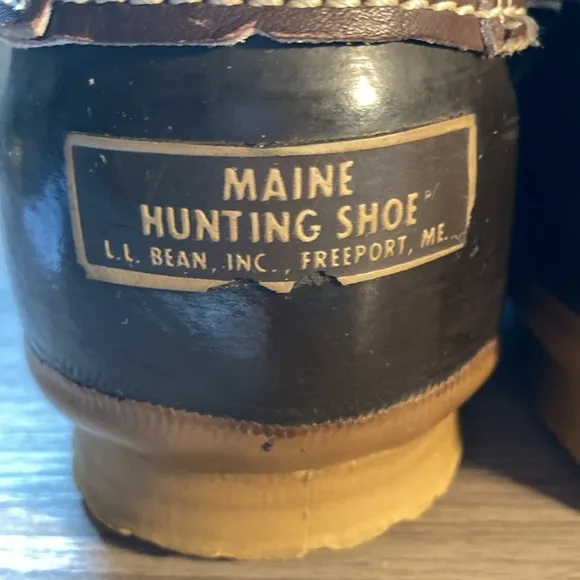 MAINE
HUNTING SHOE
L.L. BEAN, INC., FREEPORT, ME.